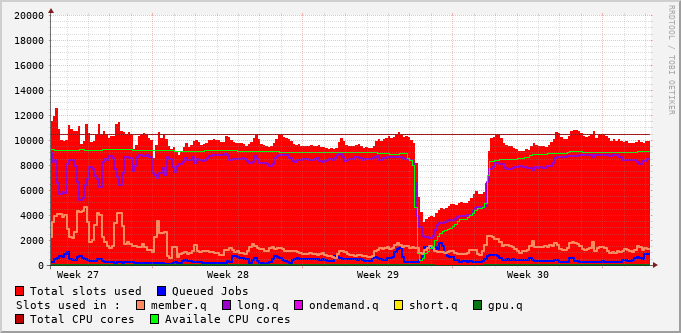 RRDTOOL / TOBI OETIKER
20000
18000
16000
14000
12000
10000
8000
6000
4000
2000
0
Week 27 Week 28 Week 29 Week 30
Total slots used Queued Jobs
Slots used in : member.q long.q ondemand.q short.q gpu.q
Total CPU cores Availale CPU cores